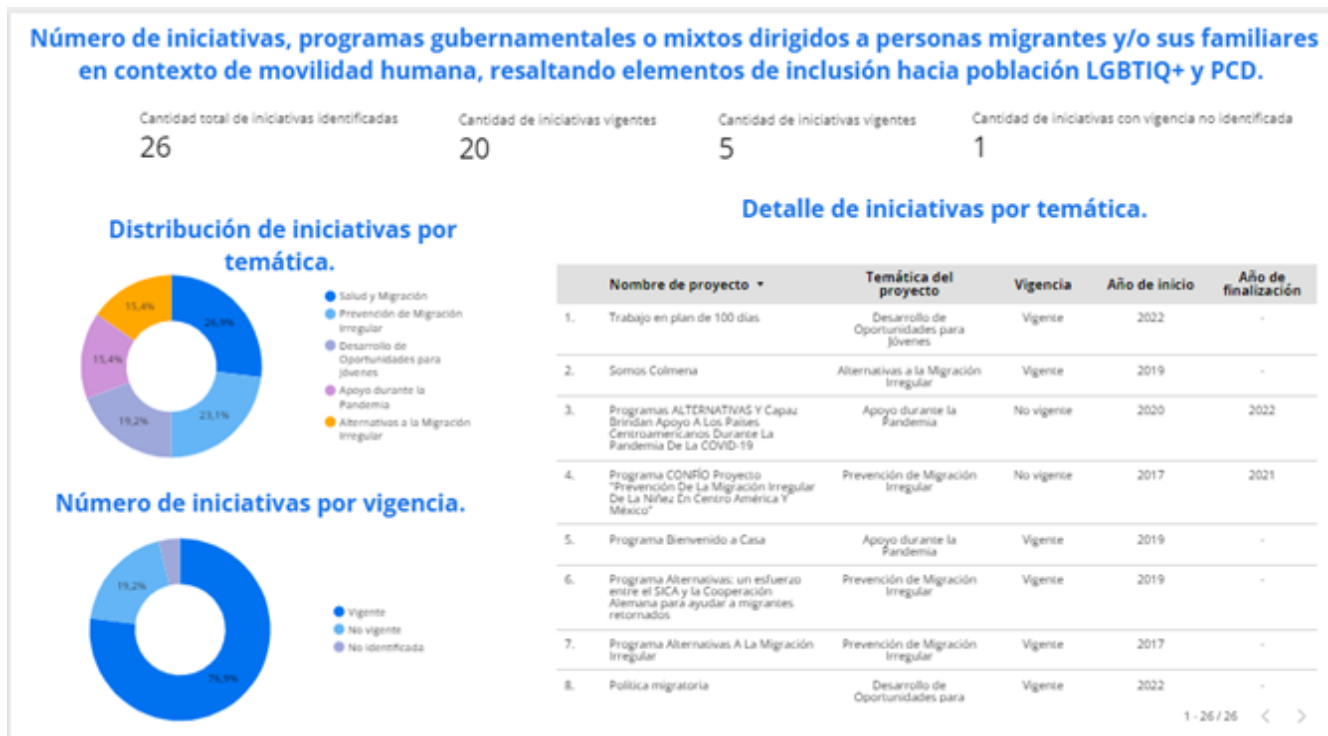 Número de iniciativas, programas gubernamentales o mixtos dirigidos a personas migrantes y/o sus familiares
en contexto de movilidad humana, resaltando elementos de inclusión hacia población LGBTIQ+ y PCD.
Cantidad total de iniciativas identificadas
26
Cantidad de iniciativas vigentes
20
Cantidad de iniciativas vigentes
5
Cantidad de iniciativas con vigencia no identificada
1
Distribución de iniciativas por
temática.
26,9%
23,1%
19,2%
15,4%
15,4%
Salud y Migración
Prevención de Migración
Irregular
Desarrollo de
Oportunidades para
Jóvenes
Apoyo durante la
Pandemia
Alternativas a la Migración
Irregular
Número de iniciativas por vigencia.
19,2%
76,9%
Vigente
No vigente
No identificada
Detalle de iniciativas por temática.
Nombre de proyecto
Temática del
proyecto
Vigencia
Año de inicio
Año de
finalización
1.
Trabajo en plan de 100 días
Desarrollo de
Oportunidades para
Jóvenes
Vigente
2022
-
2.
Somos Colmena
Alternativas a la Migración
Irregular
Vigente
2019
-
3.
Programas ALTERNATIVAS Y Capaz
Brindan Apoyo A Los Países
Centroamericanos Durante La
Pandemia De La COVID-19
Apoyo durante la
Pandemia
No vigente
2020
2022
4.
Programa CONFÍO Proyecto
"Prevención De La Migración Irregular
De La Niñez En Centro América Y
México"
Prevención de Migración
Irregular
No vigente
2017
2021
5.
Programa Bienvenido a Casa
Apoyo durante la
Pandemia
Vigente
2019
-
6.
Programa Alternativas: un esfuerzo
entre el SICA y la Cooperación
Alemana para ayudar a migrantes
retornados
Prevención de Migración
Irregular
Vigente
2019
-
7.
Programa Alternativas A La Migración
Irregular
Prevención de Migración
Irregular
Vigente
2017
-
8.
Política migratoria
Desarrollo de
Oportunidades para
Vigente
2022
-
1 - 26 / 26